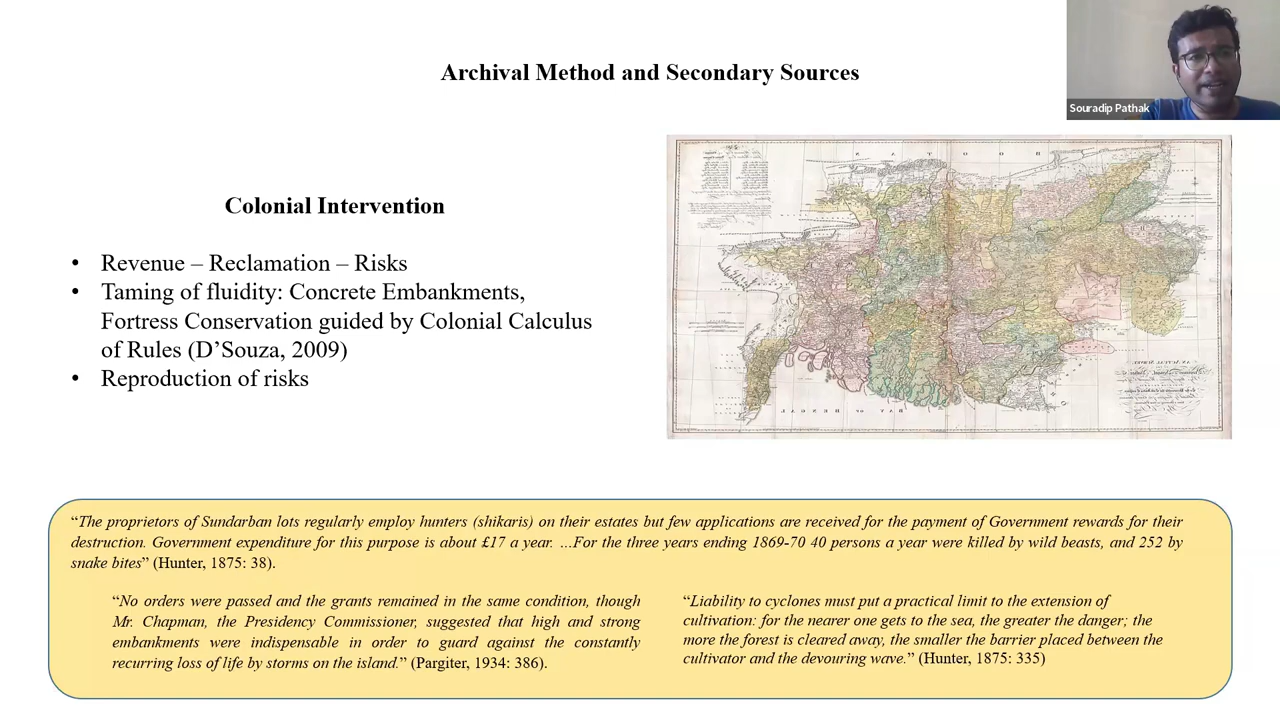 Archival Method and Secondary Sources
Souradip Pathak
Colonial Intervention
• Revenue – Reclamation – Risks
• Taming of fluidity: Concrete Embankments,
Fortress Conservation guided by Colonial Calculus
of Rules (D’Souza, 2009)
• Reproduction of risks
BAY OF BENGAL
“The proprietors of Sundarban lots regularly employ hunters (shikaris) on their estates but few applications are received for the payment of Government rewards for their
destruction. Government expenditure for this purpose is about £17 a year. …For the three years ending 1869-70 40 persons a year were killed by wild beasts, and 252 by
snake bites” (Hunter, 1875: 38).
“No orders were passed and the grants remained in the same condition, though
Mr. Chapman, the Presidency Commissioner, suggested that high and strong
embankments were indispensable in order to guard against the constantly
recurring loss of life by storms on the island.” (Pargiter, 1934: 386).
“Liability to cyclones must put a practical limit to the extension of
cultivation: for the nearer one gets to the sea, the greater the danger; the
more the forest is cleared away, the smaller the barrier placed between the
cultivator and the devouring wave.” (Hunter, 1875: 335)